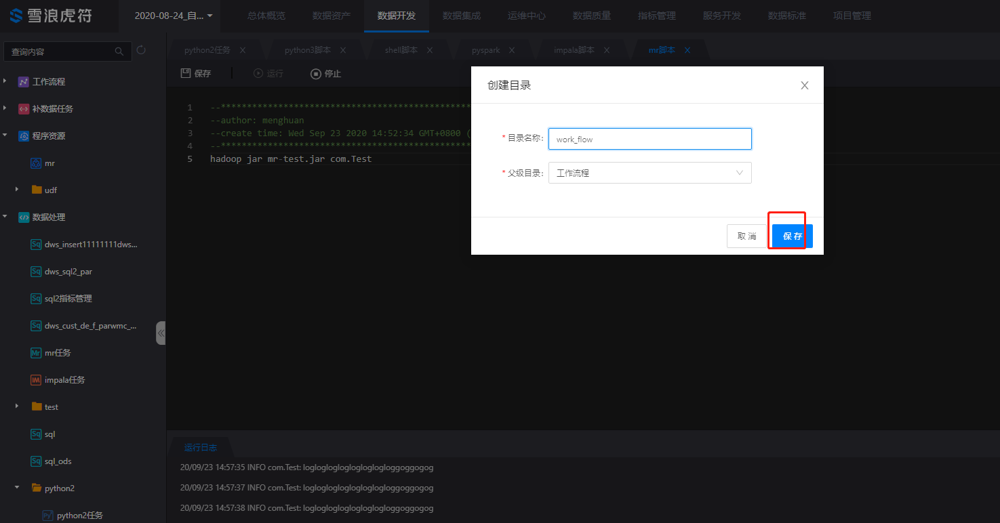 雪浪虎符
2020-08-24_自...
总体概览
数据资产
数据开发
数据集成
运维中心
数据质量
指标管理
服务开发
数据标准
项目管理
查询内容
工作流程
补数据任务
程序资源
mr
udf
数据处理
Sq dws_insert11111111dws...
Sq dws_sql2_par
Sq sql2指标管理
Sq dws_cust_de_f_parwmc_...
Mr mr任务
IM impala任务
test
Sq sql
Sq sql_ods
python2
Py python2任务
python2任务
python3脚本
shell脚本
pyspark
impala脚本
mr脚本
保存
运行
停止
1 --************************************************
2 --author: menghuan
3 --create time: Wed Sep 23 2020 14:52:34 GMT+0800 (
4 --************************************************
5 hadoop jar mr-test.jar com.Test
创建目录
* 目录名称: work_flow
* 父级目录: 工作流程
取 消
保 存
运行日志
20/09/23 14:57:35 INFO com.Test: loglogloglogloglogloglogloggoggogog
20/09/23 14:57:37 INFO com.Test: loglogloglogloglogloglogloggoggogog
20/09/23 14:57:38 INFO com.Test: loglogloglogloglogloglogloggoggogog